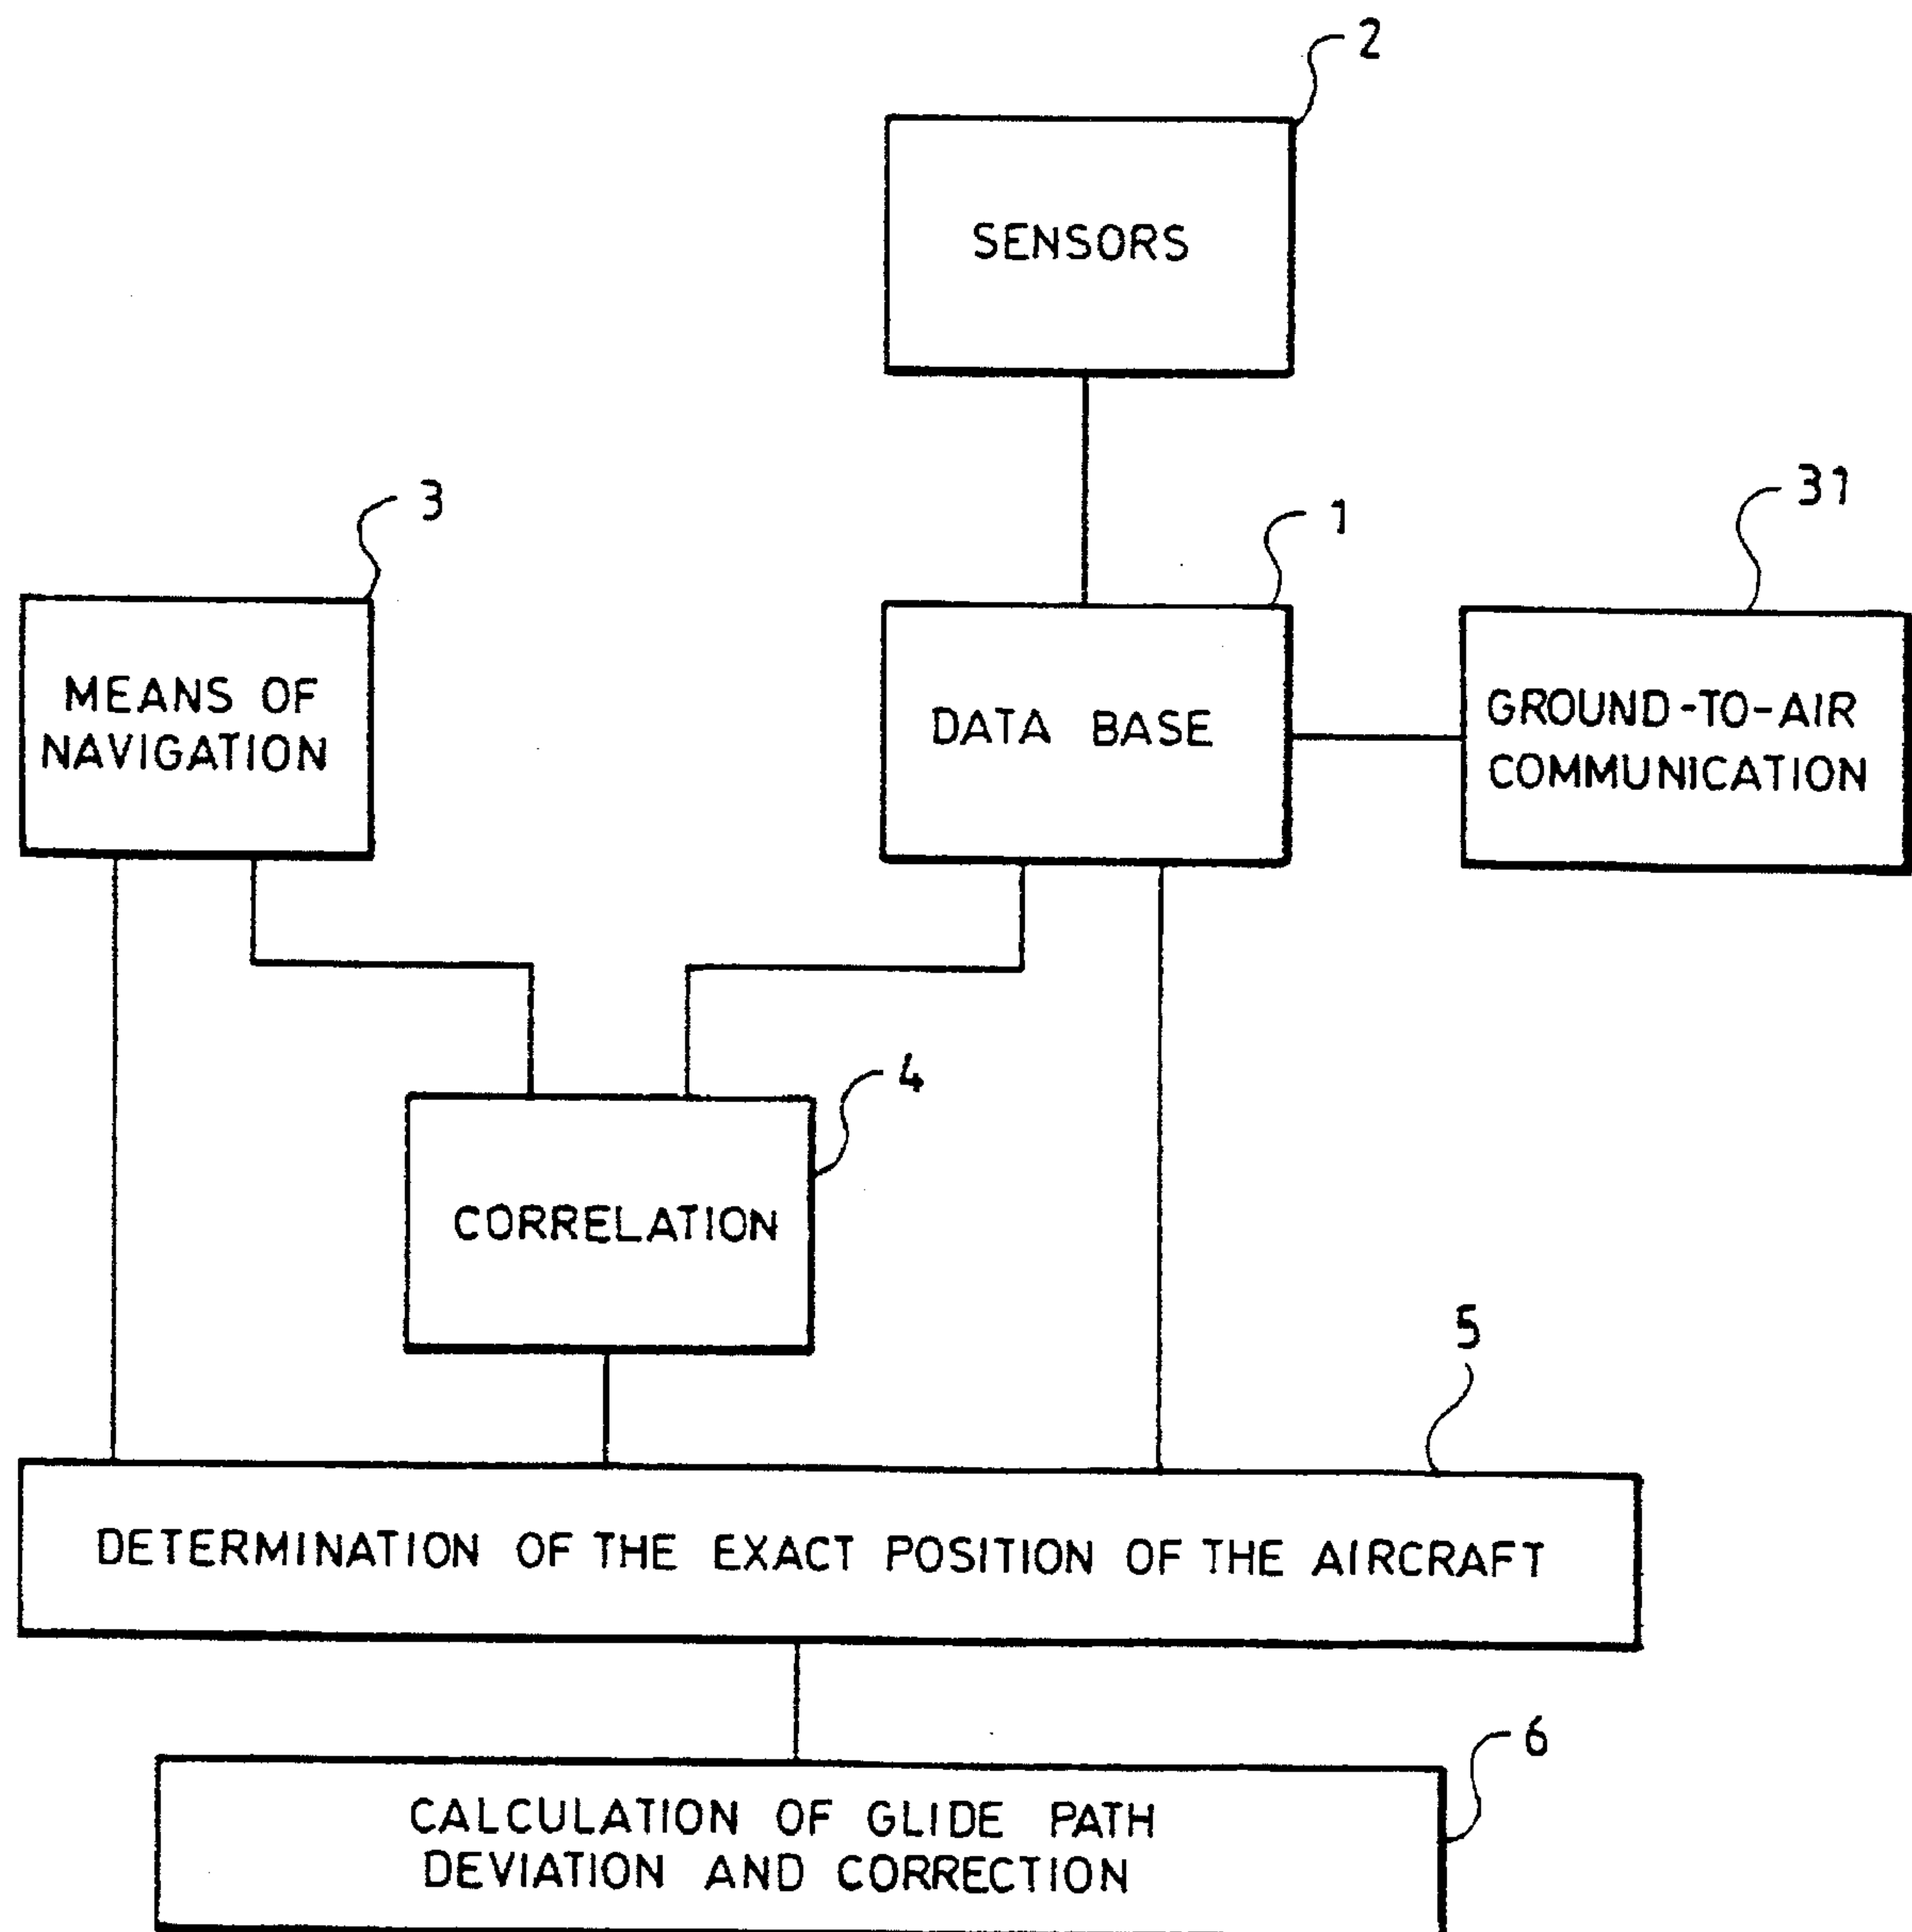 2
SENSORS
3
1
31
MEANS OF
NAVIGATION
DATA BASE
GROUND-TO-AIR
COMMUNICATION
4
CORRELATION
5
DETERMINATION OF THE EXACT POSITION OF THE AIRCRAFT
6
CALCULATION OF GLIDE PATH
DEVIATION AND CORRECTION